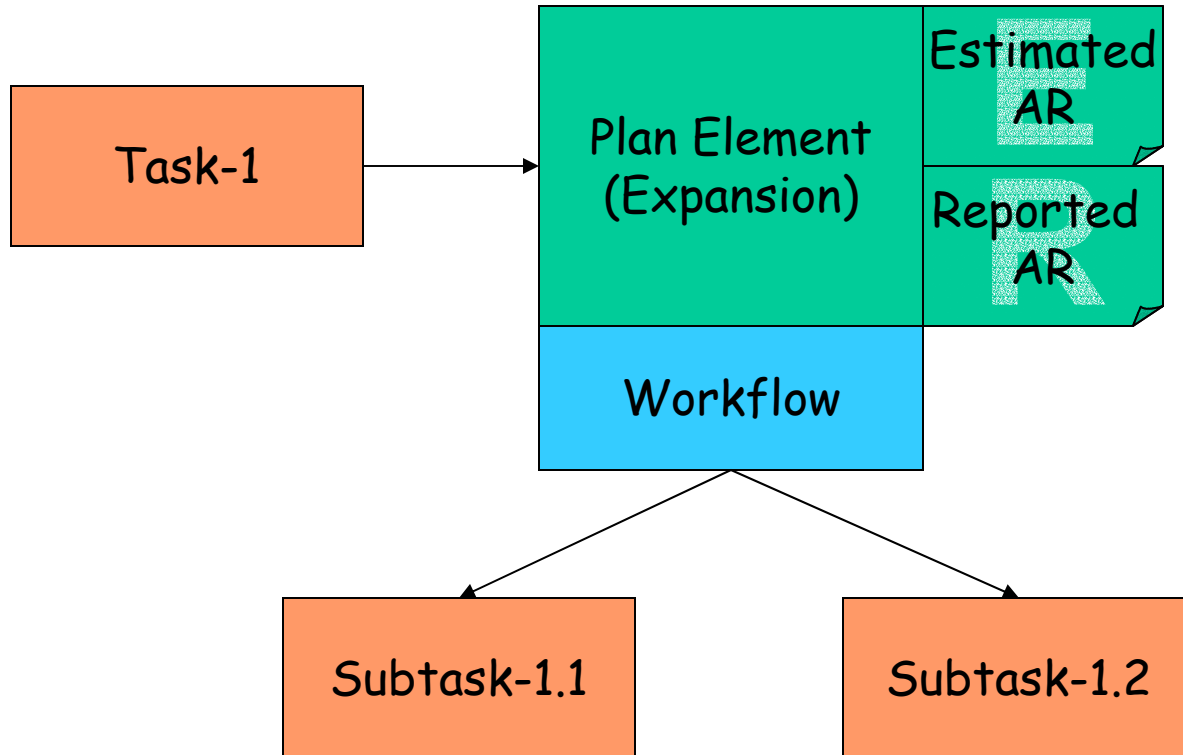 Task-1
Plan Element
(Expansion)
E
Estimated
AR
R
Reported
AR
Workflow
Subtask-1.1
Subtask-1.2